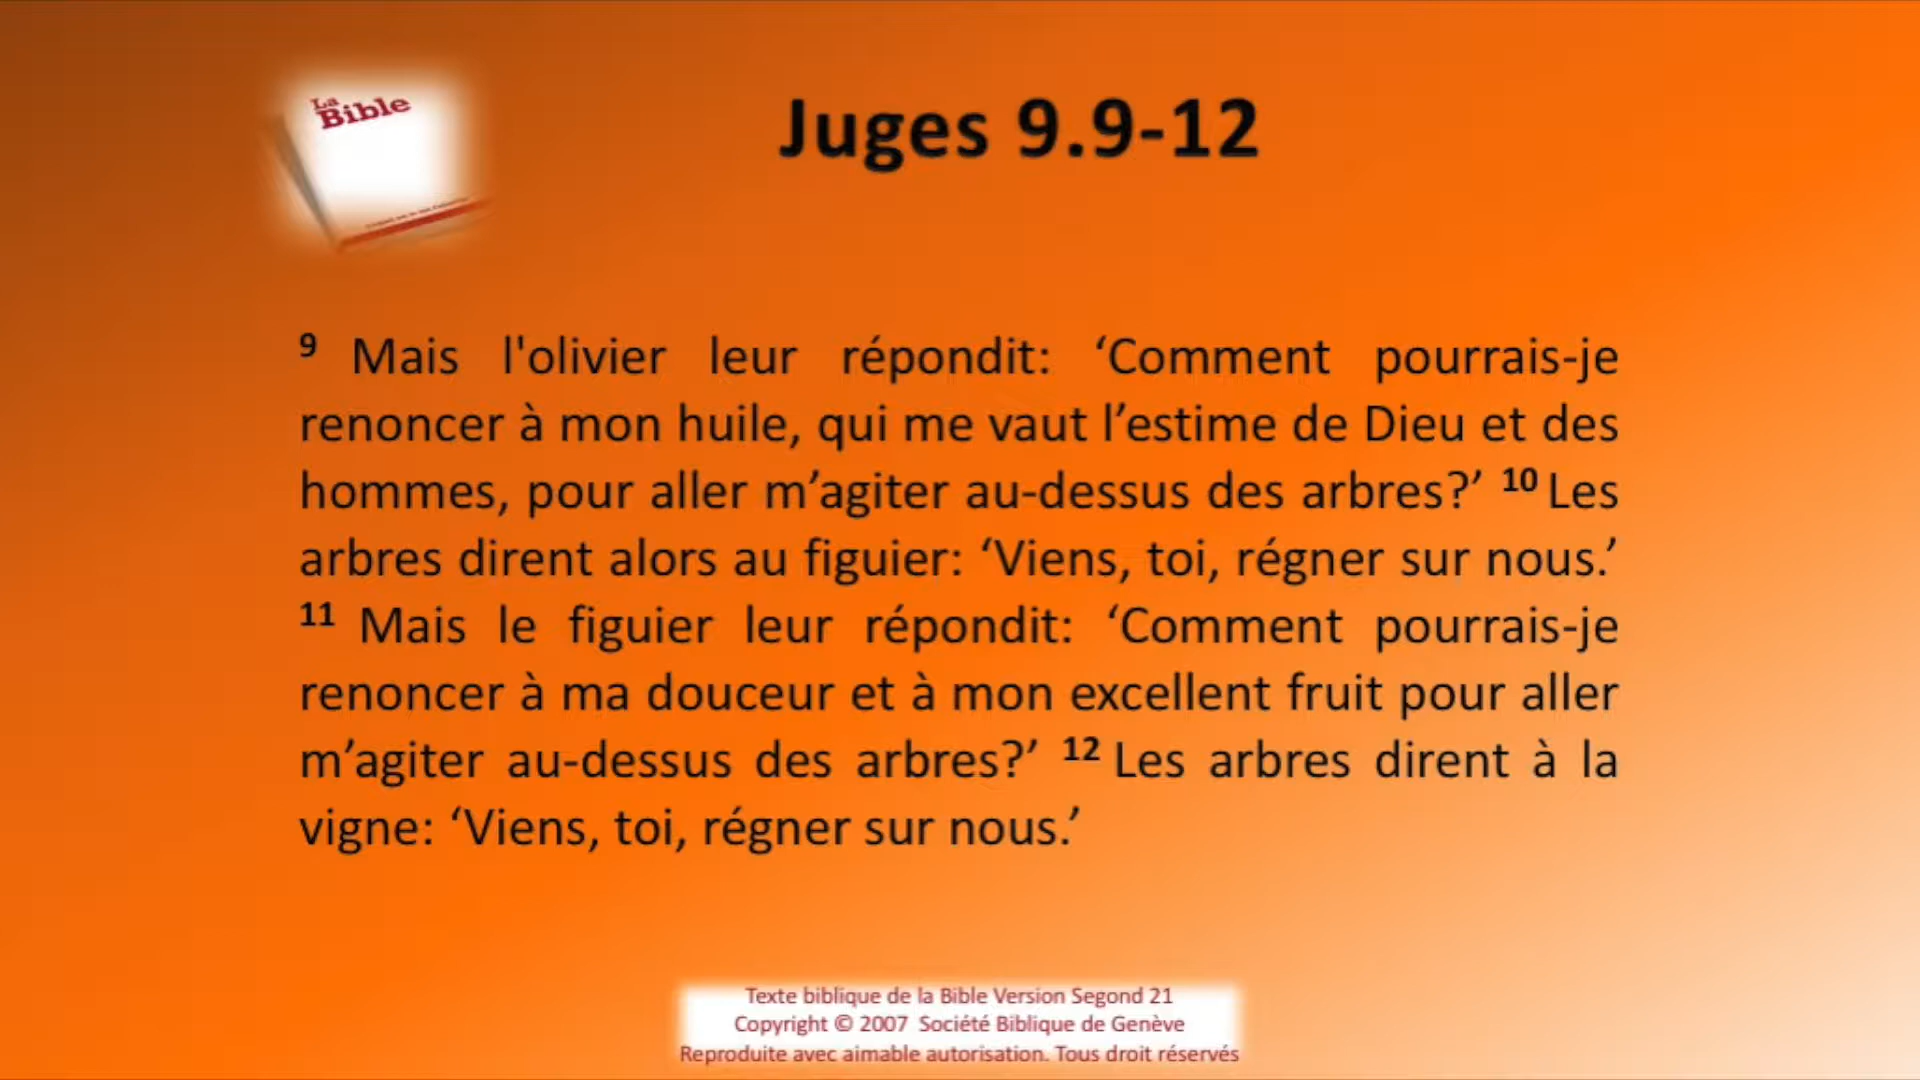 La
Bible
Juges 9.9-12
9 Mais l'olivier leur répondit: ‘Comment pourrais-je
renoncer à mon huile, qui me vaut l’estime de Dieu et des
hommes, pour aller m’agiter au-dessus des arbres?’ 10 Les
arbres dirent alors au figuier: ‘Viens, toi, régner sur nous.’
11 Mais le figuier leur répondit: ‘Comment pourrais-je
renoncer à ma douceur et à mon excellent fruit pour aller
m’agiter au-dessus des arbres?’ 12 Les arbres dirent à la
vigne: ‘Viens, toi, régner sur nous.’
Texte biblique de la Bible Version Segond 21
Copyright © 2007 Société Biblique de Genève
Reproduite avec aimable autorisation. Tous droit réservés